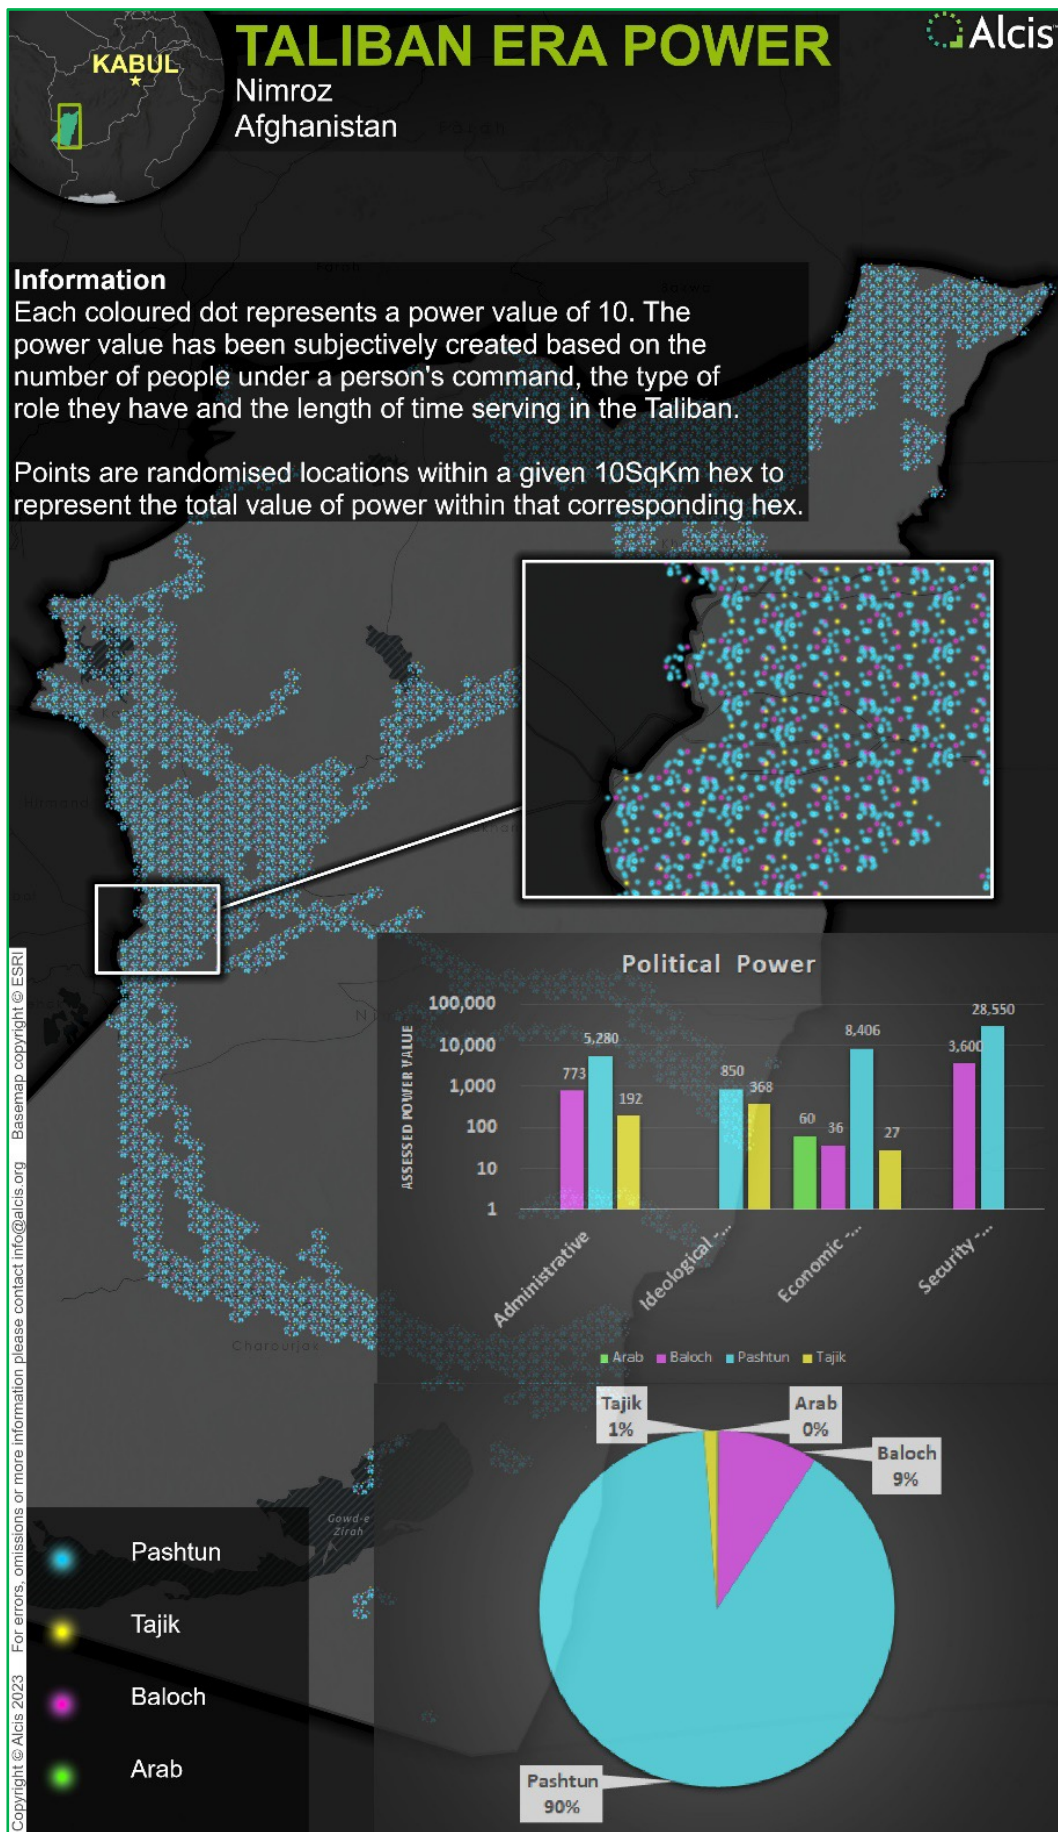 KABUL
TALIBAN ERA POWER
Alcis
Nimroz
Afghanistan
Farah
Information
Each coloured dot represents a power value of 10. The
power value has been subjectively created based on the
number of people under a person's command, the type of
role they have and the length of time serving in the Taliban.
Points are randomised locations within a given 10SqKm hex to
represent the total value of power within that corresponding hex.
Hirmand
Political Power
ASSESSED POWER VALUE
100,000
10,000
1,000
100
10
1
773
5,280
192
850
368
60
36
8,406
27
3,600
28,550
Administrative
Ideological -...
Economic -...
Security -...
Arab
Baloch
Pashtun
Tajik
Charburjak
Tajik
1%
Arab
0%
Baloch
9%
Pashtun
90%
Gowd-e
Zirah
Pashtun
Tajik
Baloch
Arab
Copyright © Alcis 2023 For errors, omissions or more information please contact info@alcis.org Basemap copyright © ESRI